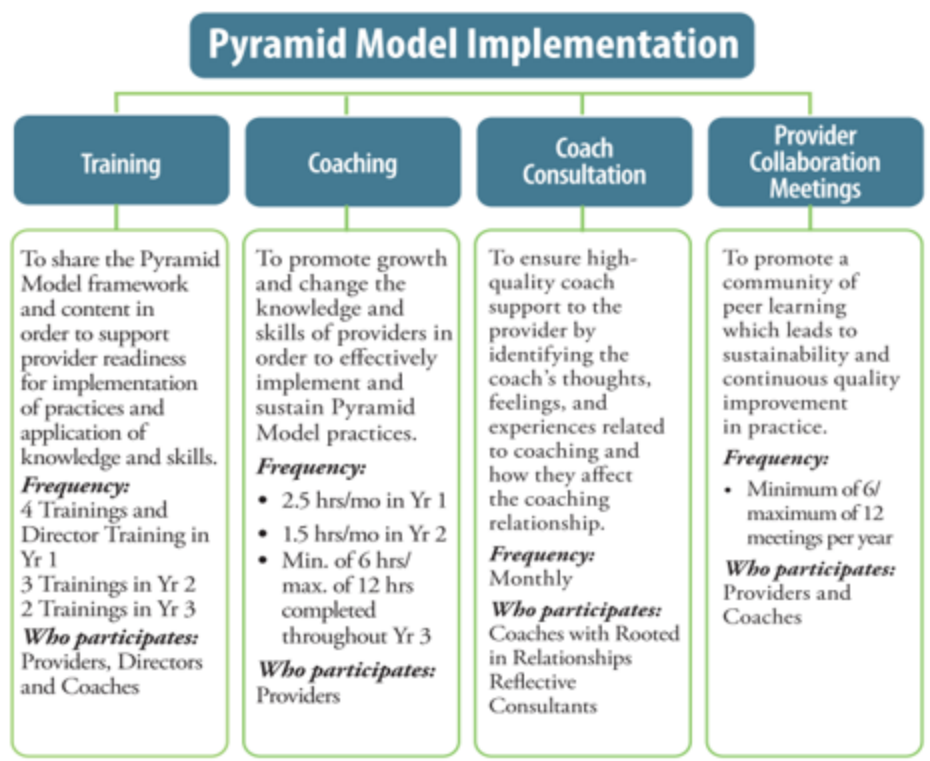 Pyramid Model Implementation
Training
To share the Pyramid
Model framework
and content in
order to support
provider readiness
for implementation
of practices and
application of
knowledge and skills.
Frequency:
4 Trainings and
Director Training in
Yr 1
3 Trainings in Yr 2
2 Trainings in Yr 3
Who participates:
Providers, Directors
and Coaches
Coaching
To promote growth
and change the
knowledge and
skills of providers in
order to effectively
implement and
sustain Pyramid
Model practices.
Frequency:
• 2.5 hrs/mo in Yr 1
• 1.5 hrs/mo in Yr 2
• Min. of 6 hrs/
max. of 12 hrs
completed
throughout Yr 3
Who participates:
Providers
Coach
Consultation
To ensure high-
quality coach
support to the
provider by
identifying the
coach's thoughts,
feelings, and
experiences related
to coaching and
how they affect
the coaching
relationship.
Frequency:
Monthly
Who participates:
Coaches with Rooted
in Relationships
Reflective
Consultants
Provider
Collaboration
Meetings
To promote a
community of
peer learning
which leads to
sustainability and
continuous quality
improvement
in practice.
Frequency:
• Minimum of 6/
maximum of 12
meetings per year
Who participates:
Providers and
Coaches